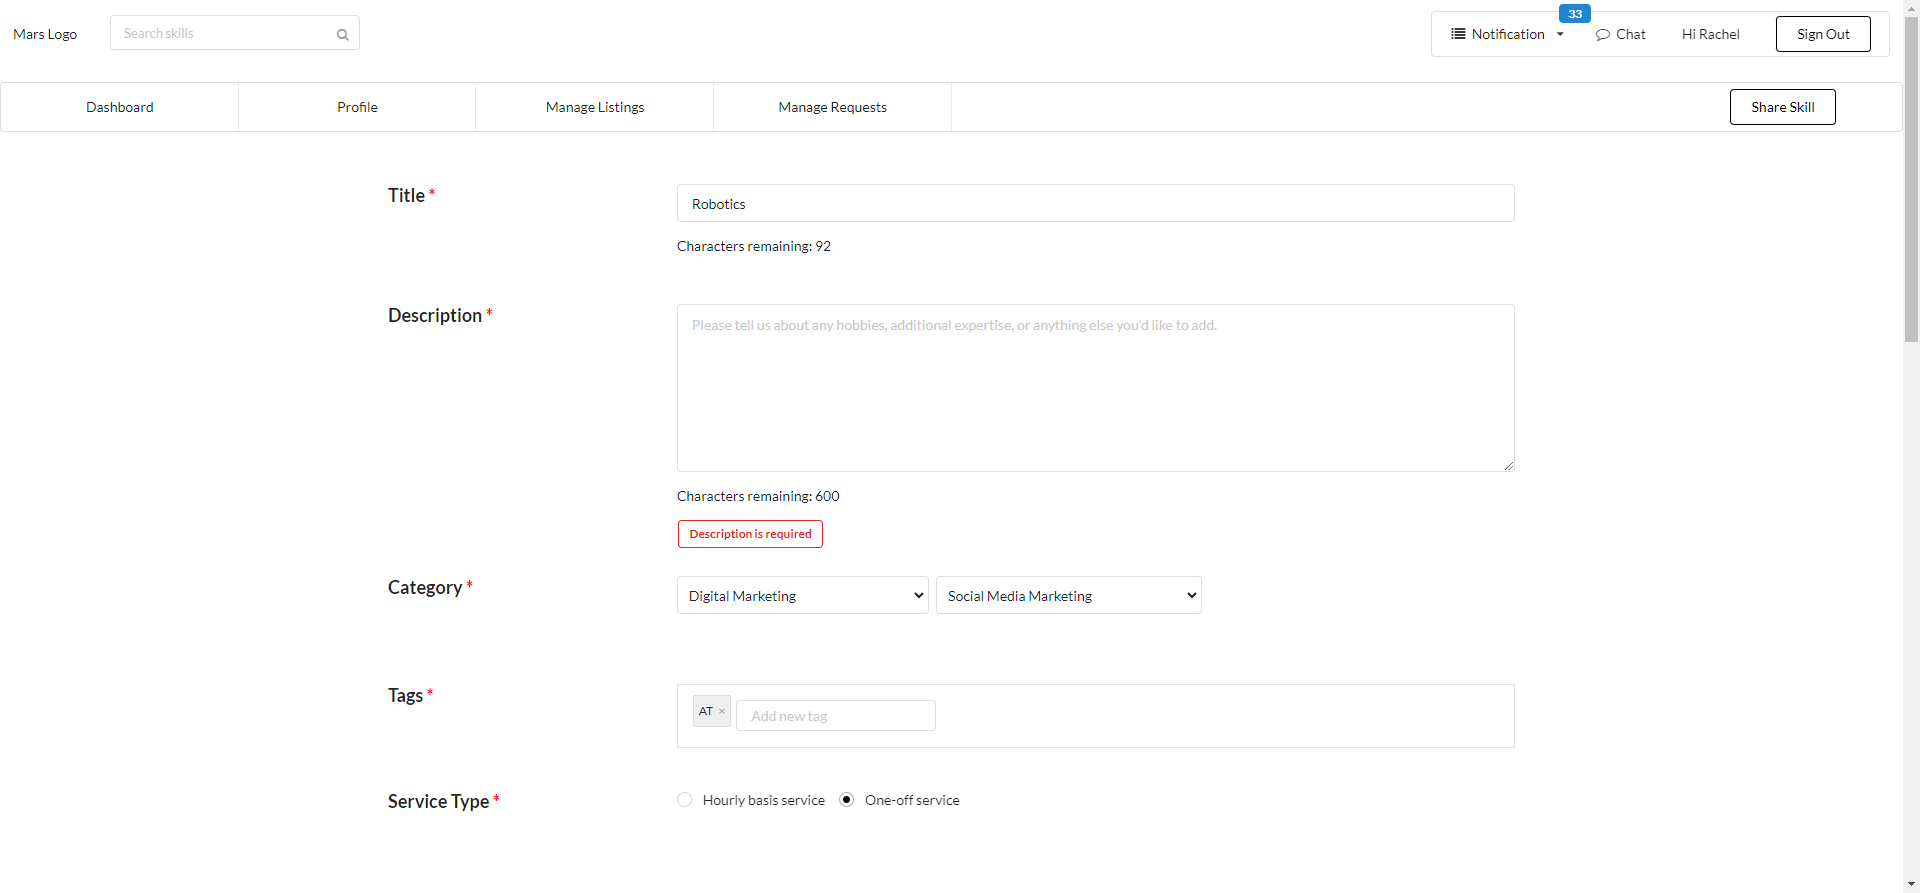 33
Mars Logo Search skills Notification Chat Hi Rachel Sign Out
Dashboard Profile Manage Listings Manage Requests Share Skill
Title * Robotics
Characters remaining: 92
Description * Please tell us about any hobbies, additional expertise, or anything else you'd like to add.
Characters remaining: 600
Description is required
Category * Digital Marketing Social Media Marketing
Tags * AT × Add new tag
Service Type * Hourly basis service One-off service